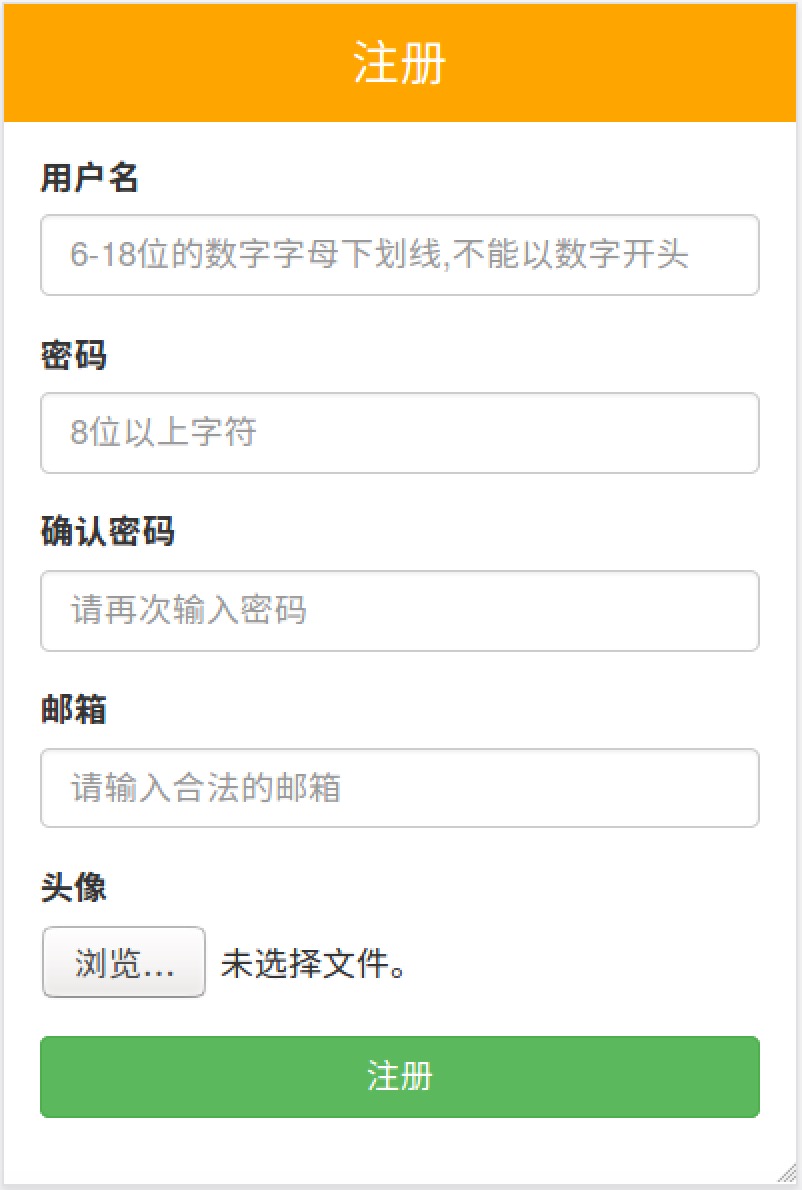 注册
用户名
6-18位的数字字母下划线,不能以数字开头
密码
8位以上字符
确认密码
请再次输入密码
邮箱
请输入合法的邮箱
头像
浏览... 未选择文件。
注册